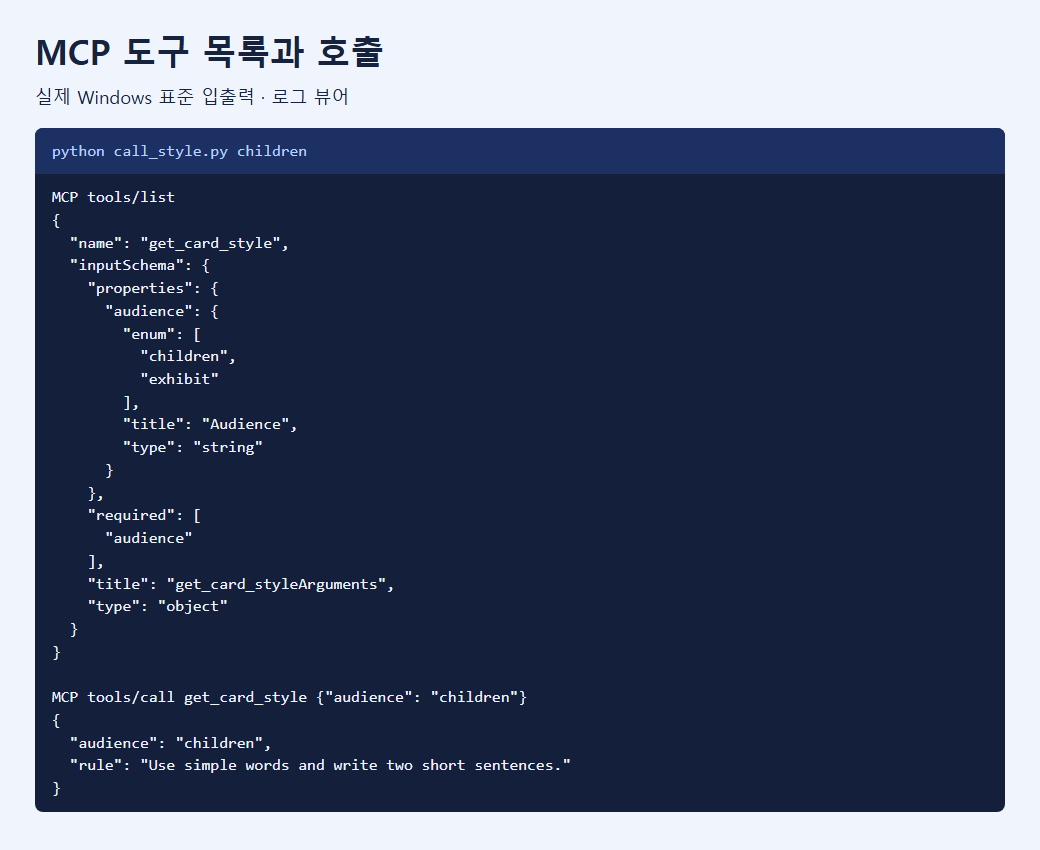 MCP 도구 목록과 호출
실제 Windows 표준 입출력 · 로그 뷰어
python call_style.py children
MCP tools/list
{
  "name": "get_card_style",
  "inputSchema": {
    "properties": {
      "audience": {
        "enum": [
          "children",
          "exhibit"
        ],
        "title": "Audience",
        "type": "string"
      }
    },
    "required": [
      "audience"
    ],
    "title": "get_card_styleArguments",
    "type": "object"
  }
}
MCP tools/call get_card_style {"audience": "children"}
{
  "audience": "children",
  "rule": "Use simple words and write two short sentences."
}